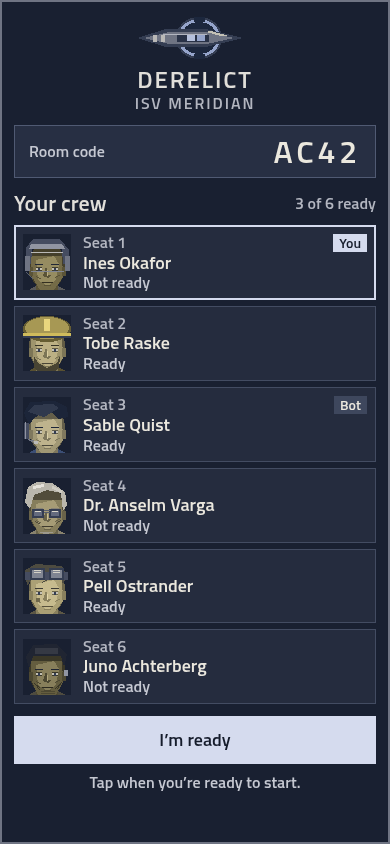 DERELICT
ISV MERIDIAN
Room code
AC42
Your crew
3 of 6 ready
Seat 1
You
Ines Okafor
Not ready
Seat 2
Tobe Raske
Ready
Seat 3
Bot
Sable Quist
Ready
Seat 4
Dr. Anselm Varga
Not ready
Seat 5
Pell Ostrander
Ready
Seat 6
Juno Achterberg
Not ready
I’m ready
Tap when you’re ready to start.